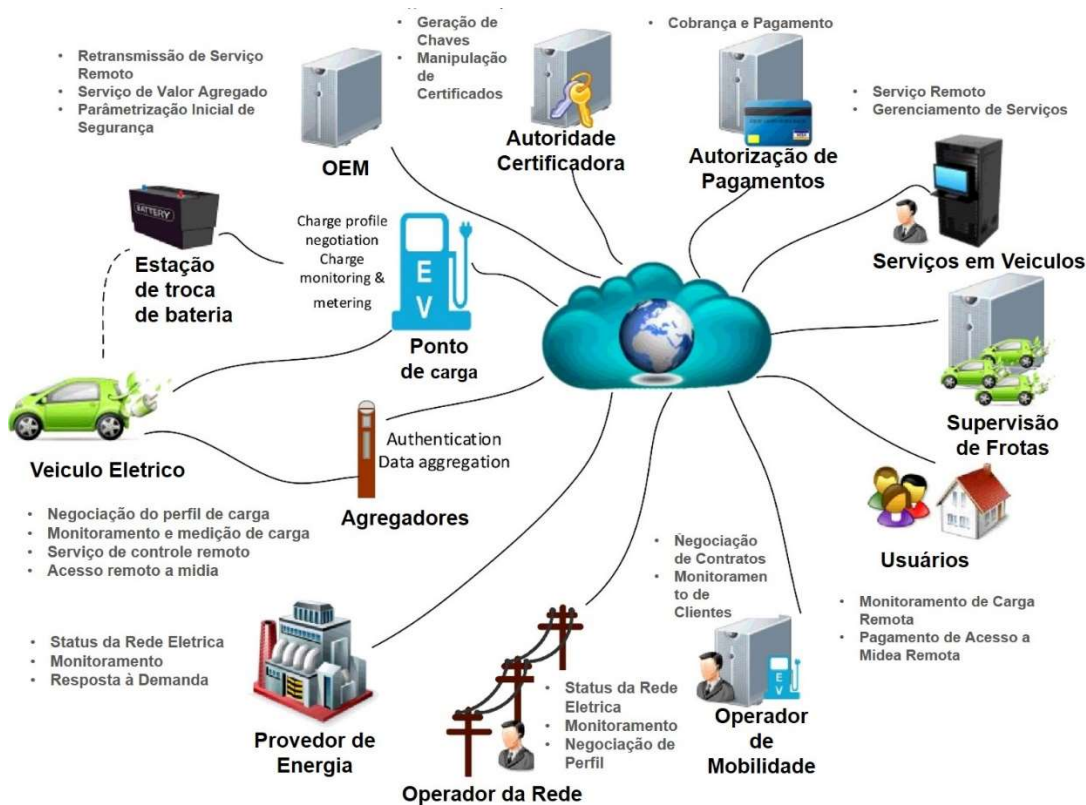 • Retransmissão de Serviço
Remoto
• Serviço de Valor Agregado
• Parâmetrização Inicial de
Segurança
OEM
• Geração de
Chaves
• Manipulação
de
Certificados
Autoridade
Certificadora
• Cobrança e Pagamento
Autorização de
Pagamentos
• Serviço Remoto
• Gerenciamento de Serviços
Serviços em Veiculos
BATTERY
Estação
de troca
de bateria
Charge profile
negotiation
Charge
monitoring &
metering
E
V
Ponto
de carga
Supervisão
de Frotas
Veiculo Eletrico
• Negociação do perfil de carga
• Monitoramento e medição de carga
• Serviço de controle remoto
• Acesso remoto a midia
Authentication
Data aggregation
Agregadores
Usuários
• Monitoramento de Carga
Remota
• Pagamento de Acesso a
Midea Remota
• Status da Rede Eletrica
• Monitoramento
• Resposta à Demanda
Provedor de
Energia
• Status da Rede
Eletrica
• Monitoramento
• Negociação de
Perfil
Operador da Rede
• Negociação
de Contratos
• Monitoramen
to de
Clientes
E
V
Operador
de
Mobilidade